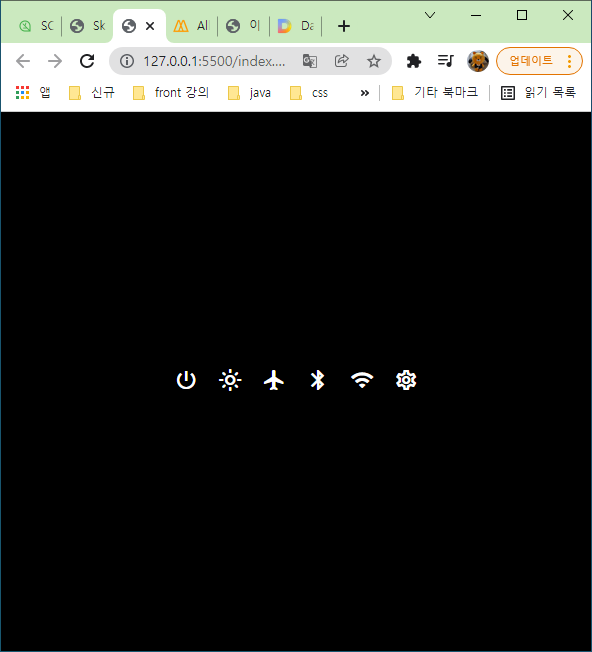 SC Sk All 이 Da
127.0.0.1:5500/index.... 업데이트
앱 신규 front 강의 java css » 기타 북마크 읽기 목록